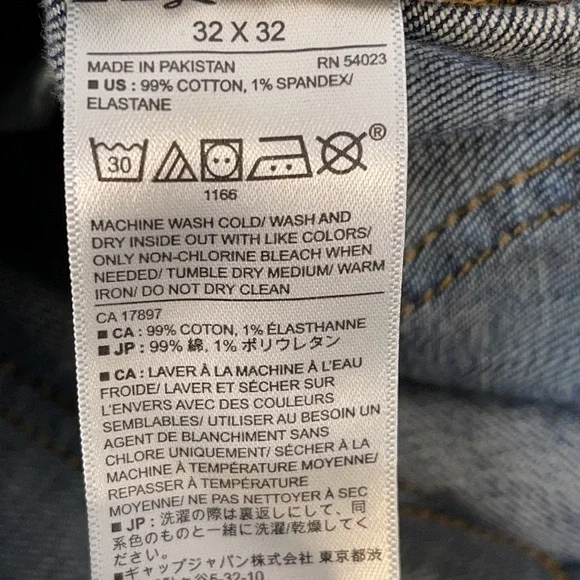 32 X 32
MADE IN PAKISTAN RN 54023
■ US : 99% COTTON, 1% SPANDEX/
ELASTANE
30 ®
1166
MACHINE WASH COLD/ WASH AND
DRY INSIDE OUT WITH LIKE COLORS/
ONLY NON-CHLORINE BLEACH WHEN
NEEDED/ TUMBLE DRY MEDIUM/ WARM
IRON/ DO NOT DRY CLEAN
CA 17897
■ CA : 99% COTON, 1% ÉLASTHANNE
■ JP : 99% 綿, 1% ポリウレタン
■ CA : LAVER À LA MACHINE À L'EAU
FROIDE/ LAVER ET SÉCHER SUR
L'ENVERS AVEC DES COULEURS
SEMBLABLES/ UTILISER AU BESOIN UN
AGENT DE BLANCHIMENT SANS
CHLORE UNIQUEMENT/ SÉCHER À LA
MACHINE À TEMPÉRATURE MOYENNE/
REPASSER À TEMPÉRATURE
MOYENNE/ NE PAS NETTOYER À SEC
■ JP : 洗濯の際は裏返しにして、同
系色のものと一緒に洗濯/乾燥してく
ださい。
■ ギャップジャパン株式会社 東京都渋
5-32-10